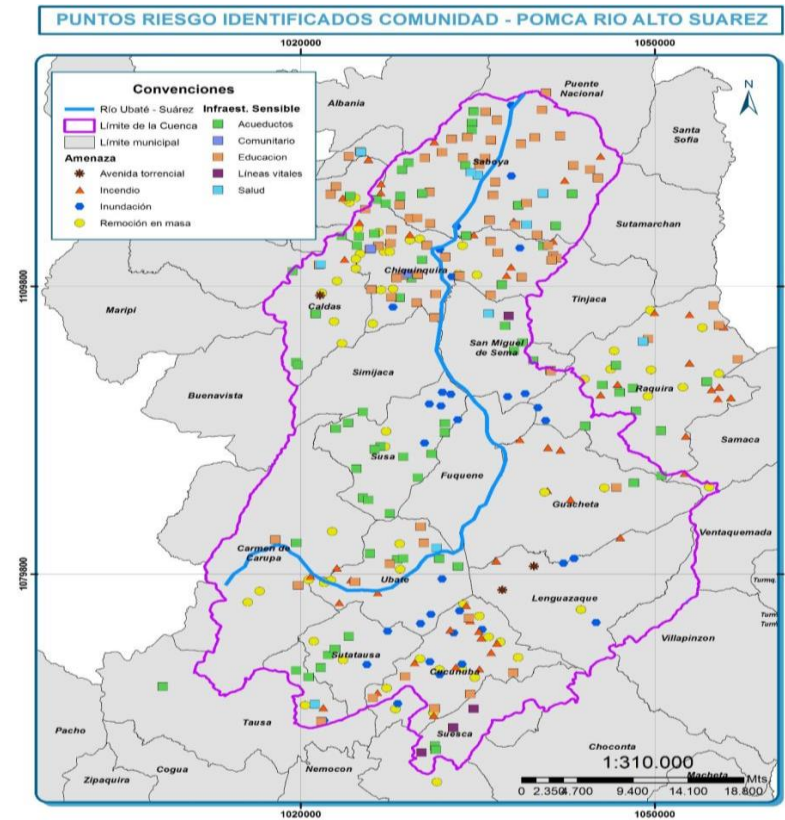 PUNTOS RIESGO IDENTIFICADOS COMUNIDAD - POMCA RIO ALTO SUAREZ
1020000 1050000
Convenciones
Río Ubaté - Suárez
Límite de la Cuenca
Límite municipal
Amenaza
Avenida torrencial
Incendio
Inundación
Remoción en masa
Infraest. Sensible
Acueductos
Comunitario
Educacion
Líneas vitales
Salud
N
Puente
Nacional
Albania
Santa
Sofia
Saboya
Sutamarchan
Chiquinquira
1109800
Tinjaca
Caldas
Maripi
San Miguel
de Sema
Simijaca
Raquira
Buenavista
Samaca
Susa
Fuquene
Guacheta
Ventaquemada
Carmen de
Carupa
1079800
Ubate
Turmq.
Lenguazaque
Villapinzon
Sutatausa
Cucunuba
Tausa
Suesca
Pacho
Choconta
Cogua
Nemocon
Zipaquira
Macheta
1:310.000
Mts
0 2.350 4.700 9.400 14.100 18.800
1020000 1050000